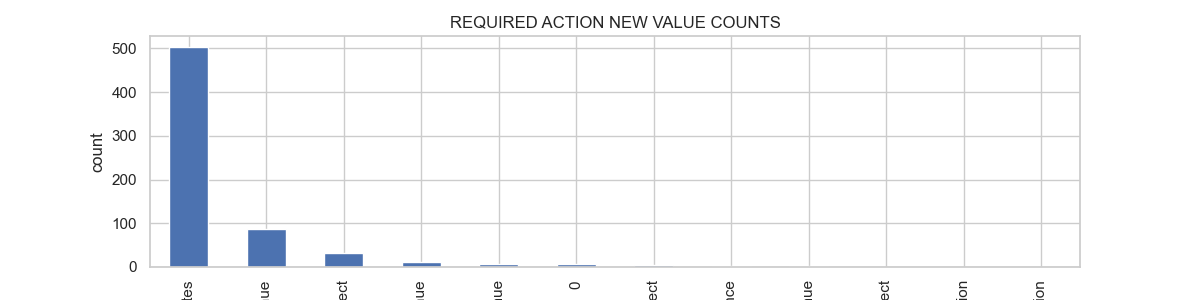 REQUIRED ACTION NEW VALUE COUNTS
500
400
300
200
100
0
count
tes
ue
ect
ue
ue
0
ect
nce
ue
ect
ion
ion